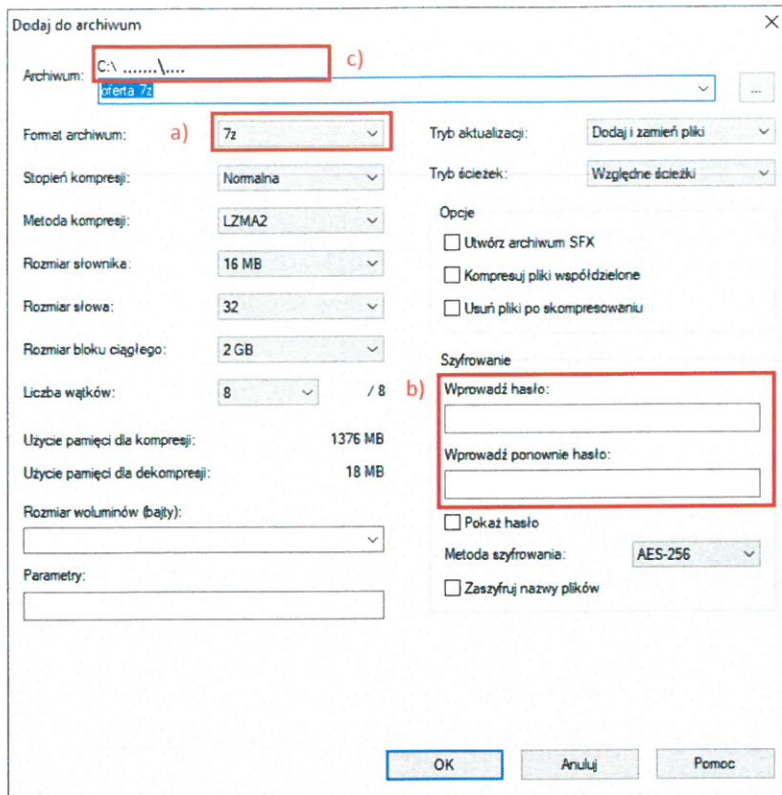 Dodaj do archiwum
Archiwum:
C:\ .......\....
c)
oferta.7z
...
Format archiwum:
a)
7z
Stopień kompresji:
Normalna
Metoda kompresji:
LZMA2
Rozmiar słownika:
16 MB
Rozmiar słowa:
32
Rozmiar bloku ciągłego:
2 GB
Liczba wątków:
8
/ 8
Użycie pamięci dla kompresji:
1376 MB
Użycie pamięci dla dekompresji:
18 MB
Rozmiar woluminów (bajty):
Parametry:
Tryb aktualizacji:
Dodaj i zamień pliki
Tryb ścieżek:
Względne ścieżki
Opcje
Utwórz archiwum SFX
Kompresuj pliki współdzielone
Usuń pliki po skompresowaniu
Szyfrowanie
b)
Wprowadź hasło:
Wprowadź ponownie hasło:
Pokaż hasło
Metoda szyfrowania:
AES-256
Zaszyfruj nazwy plików
OK
Anuluj
Pomoc